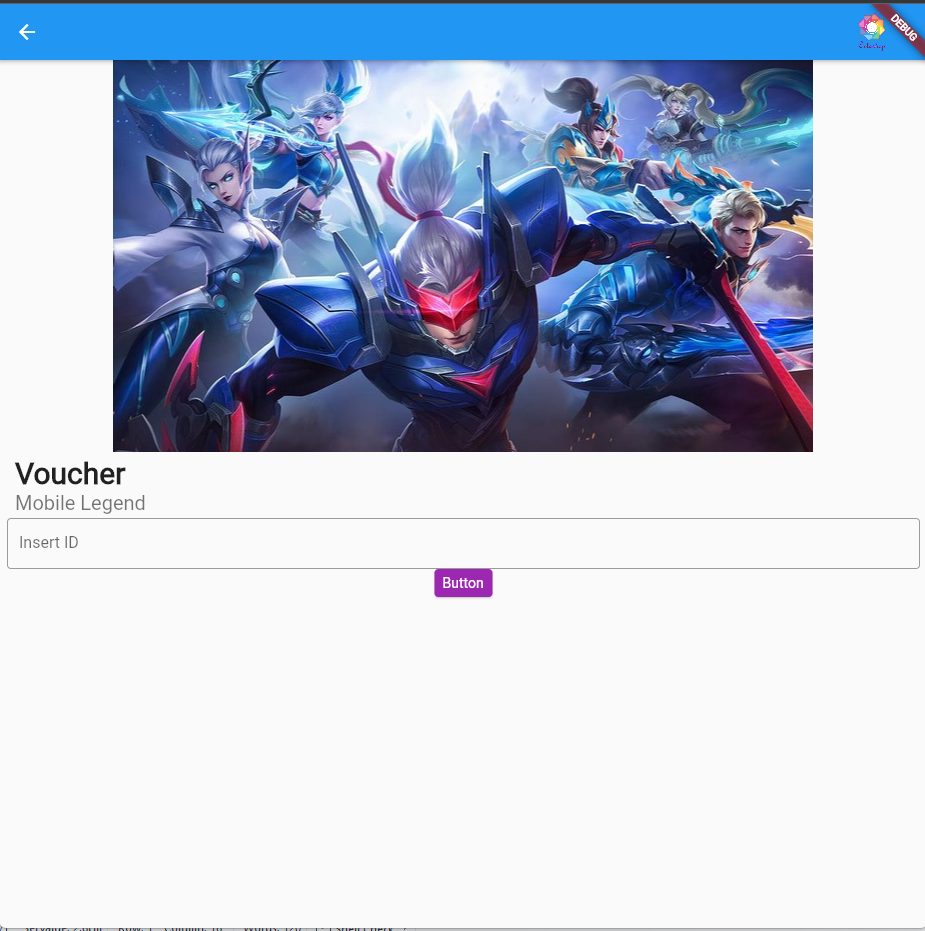 DEBUG
Voucher
Mobile Legend
Insert ID
Button